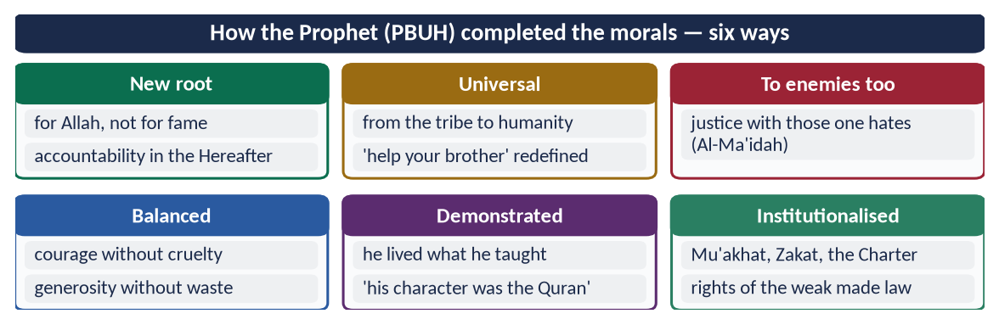 How the Prophet (PBUH) completed the morals — six ways
New root
for Allah, not for fame
accountability in the Hereafter
Universal
from the tribe to humanity
'help your brother' redefined
To enemies too
justice with those one hates
(Al-Ma'idah)
Balanced
courage without cruelty
generosity without waste
Demonstrated
he lived what he taught
'his character was the Quran'
Institutionalised
Mu'akhat, Zakat, the Charter
rights of the weak made law